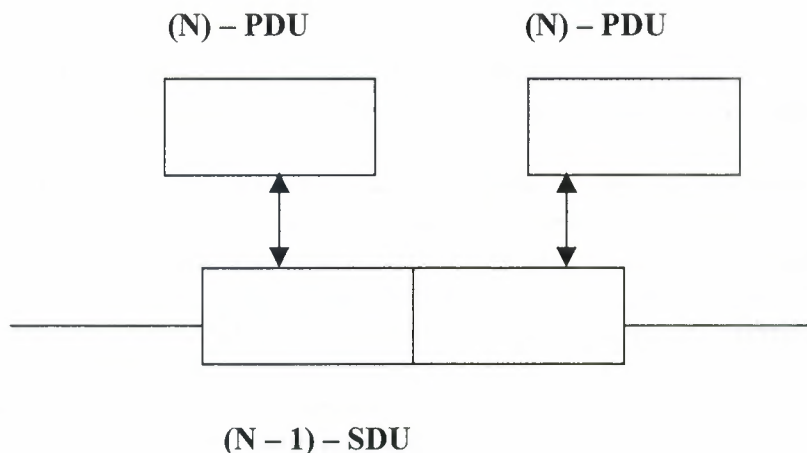 (N) – PDU (N) – PDU
(N – 1) – SDU